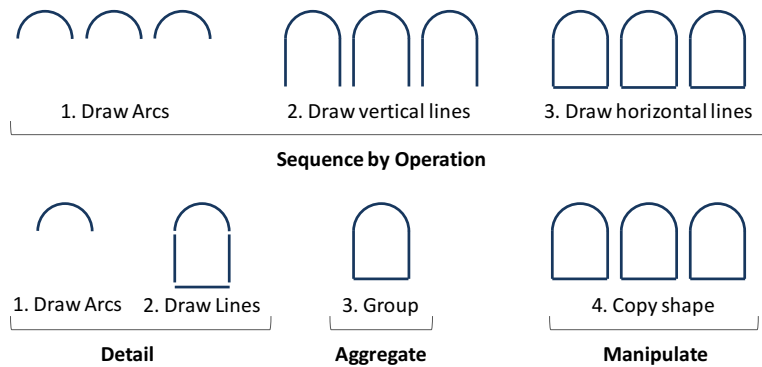 1. Draw Arcs
2. Draw vertical lines
3. Draw horizontal lines
Sequence by Operation
1. Draw Arcs
2. Draw Lines
3. Group
4. Copy shape
Detail
Aggregate
Manipulate